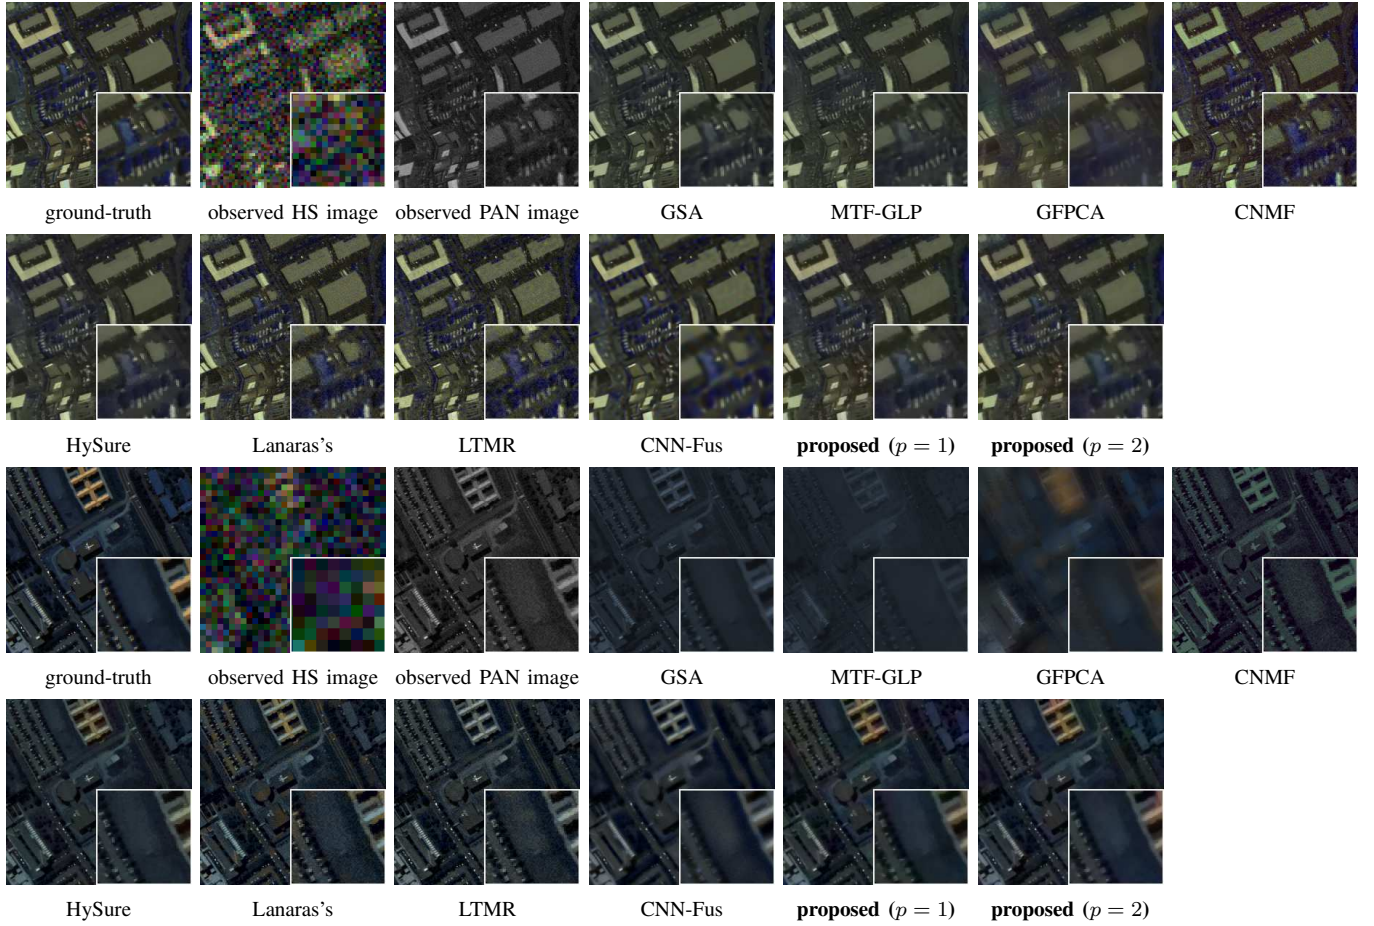 ground-truth observed HS image observed PAN image GSA MTF-GLP GFPCA CNMF
HySure Lanaras's LTMR CNN-Fus proposed (p = 1) proposed (p = 2)
ground-truth observed HS image observed PAN image GSA MTF-GLP GFPCA CNMF
HySure Lanaras's LTMR CNN-Fus proposed (p = 1) proposed (p = 2)